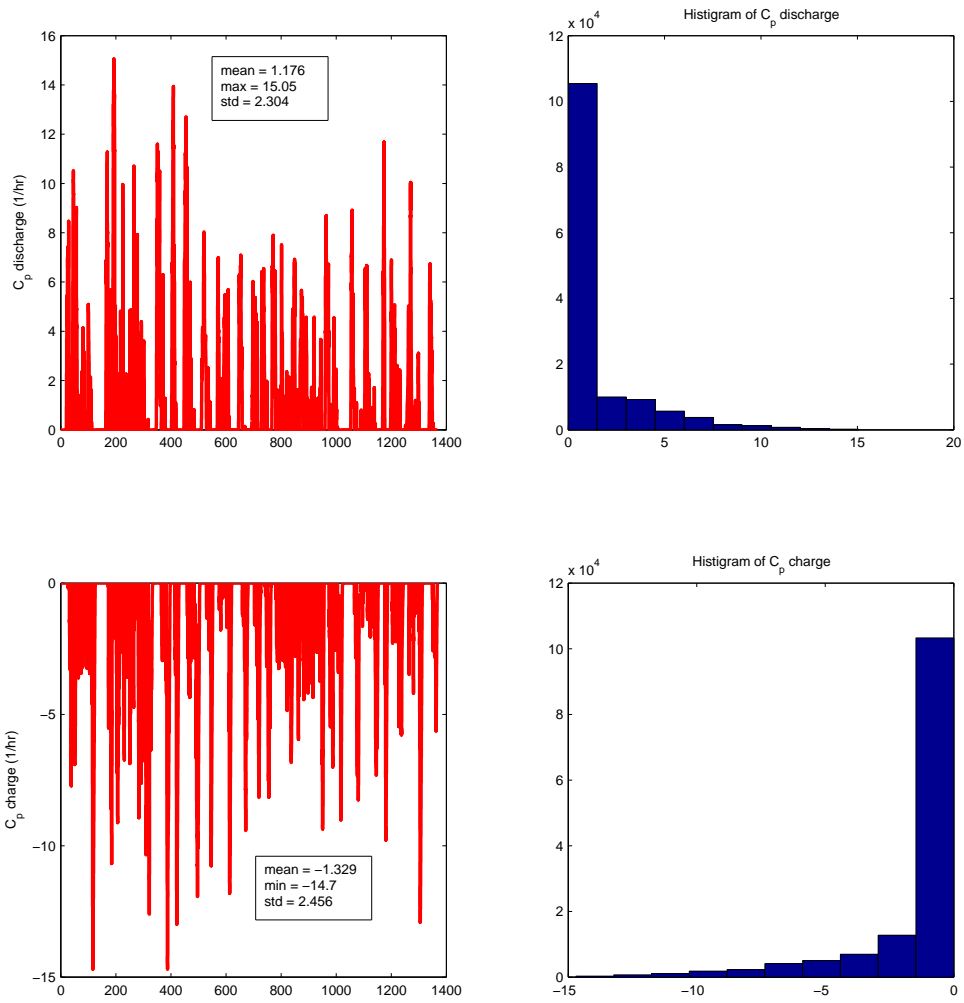 16
14
12
10
8
6
4
2
0
C_p discharge (1/hr)
mean = 1.176
max = 15.05
std = 2.304
0 200 400 600 800 1000 1200 1400
Histigram of C_p discharge
x 10^4
12
10
8
6
4
2
0
0 5 10 15 20
0
−5
−10
−15
C_p charge (1/hr)
mean = −1.329
min = −14.7
std = 2.456
0 200 400 600 800 1000 1200 1400
Histigram of C_p charge
x 10^4
12
10
8
6
4
2
0
−15 −10 −5 0